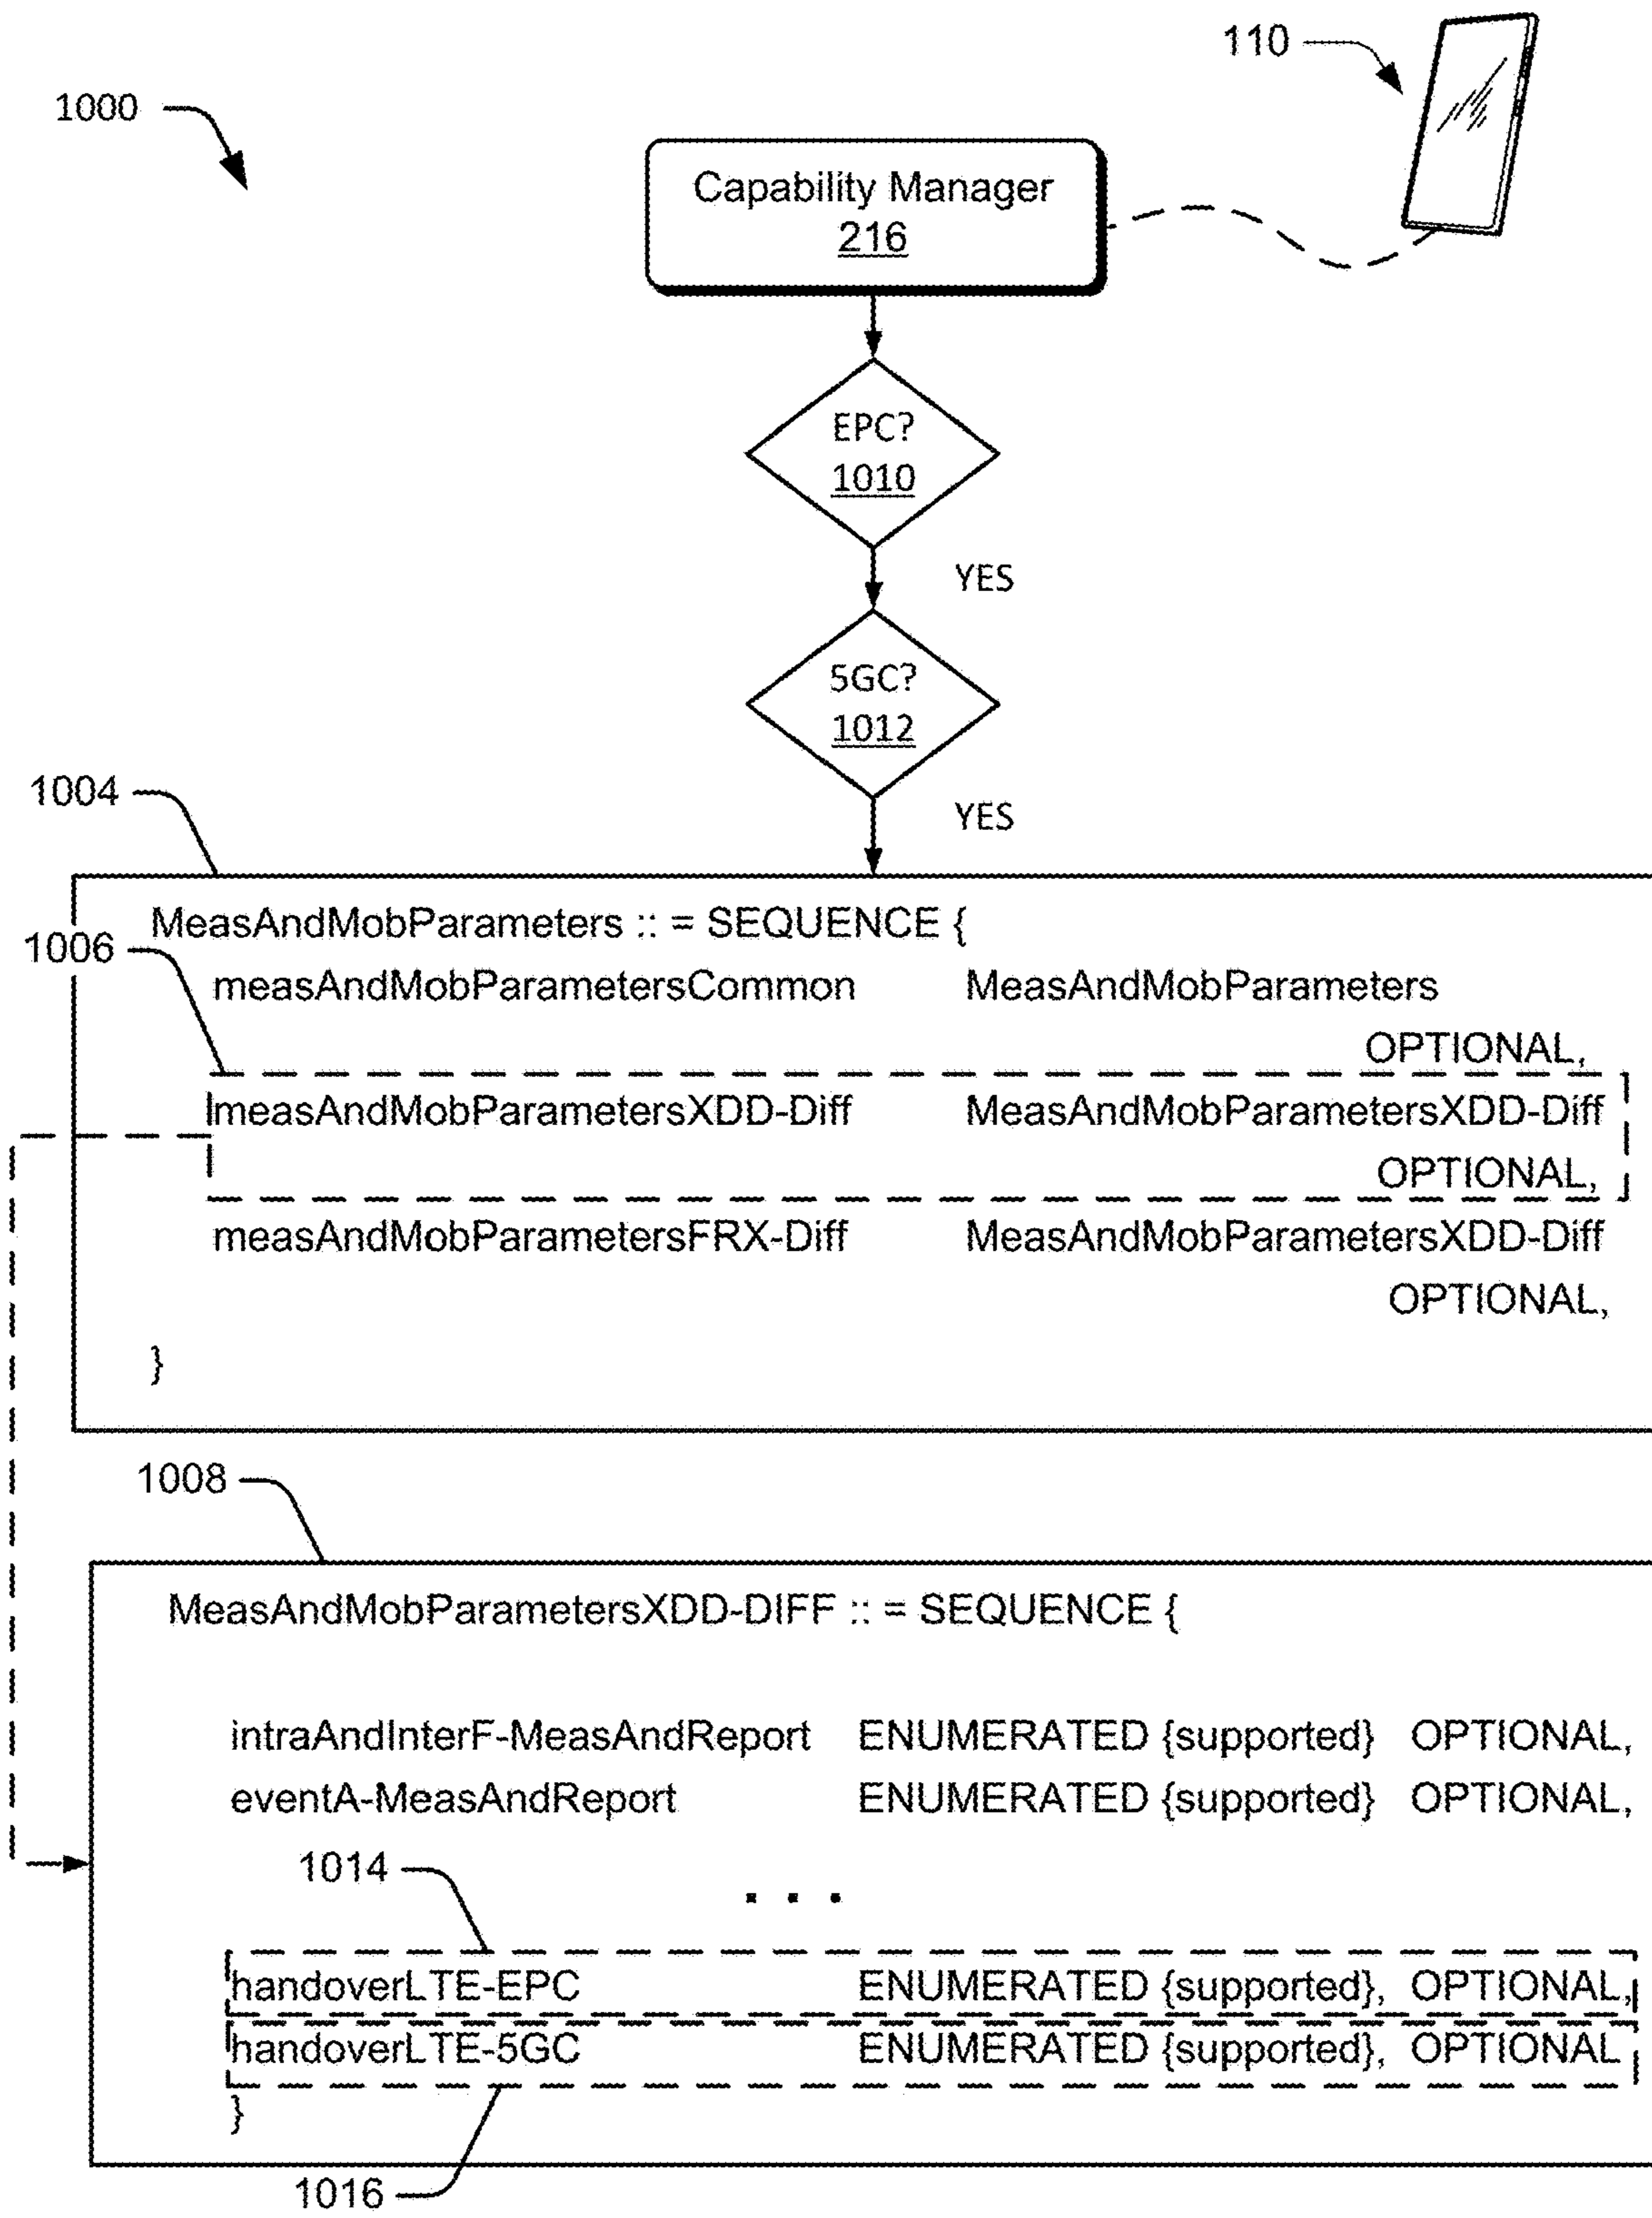 110
1000
Capability Manager
216
EPC?
1010
YES
5GC?
1012
YES
1004
MeasAndMobParameters :: = SEQUENCE {
1006
measAndMobParametersCommon MeasAndMobParameters
OPTIONAL,
measAndMobParametersXDD-Diff MeasAndMobParametersXDD-Diff
OPTIONAL,
measAndMobParametersFRX-Diff MeasAndMobParametersXDD-Diff
OPTIONAL,
}
1008
MeasAndMobParametersXDD-DIFF :: = SEQUENCE {
intraAndInterF-MeasAndReport ENUMERATED {supported} OPTIONAL,
eventA-MeasAndReport ENUMERATED {supported} OPTIONAL,
1014
. . .
handoverLTE-EPC ENUMERATED {supported}, OPTIONAL,
handoverLTE-5GC ENUMERATED {supported}, OPTIONAL
}
1016